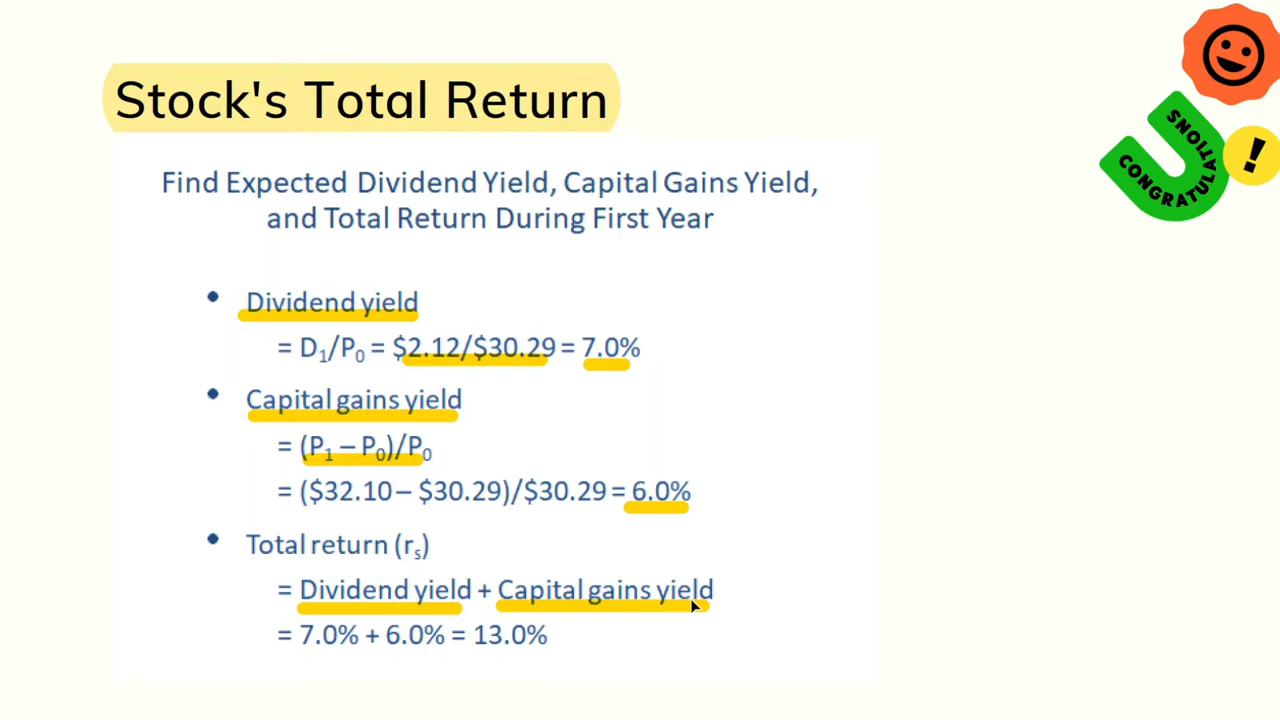 Stock's Total Return
CONGRATULATIONS
!
Find Expected Dividend Yield, Capital Gains Yield,
and Total Return During First Year
• Dividend yield
= D₁/P₀ = $2.12/$30.29 = 7.0%
• Capital gains yield
= (P₁ – P₀)/P₀
= ($32.10 – $30.29)/$30.29 = 6.0%
• Total return (rₛ)
= Dividend yield + Capital gains yield
= 7.0% + 6.0% = 13.0%